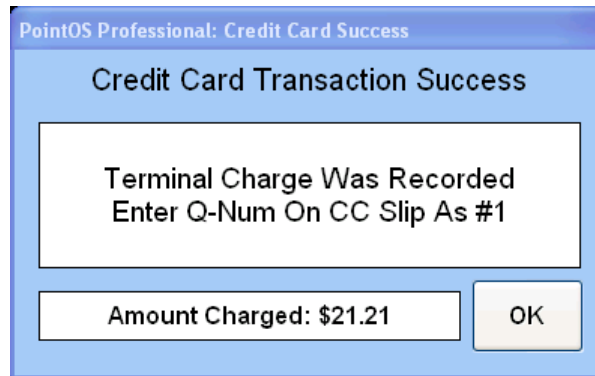 PointOS Professional: Credit Card Success
Credit Card Transaction Success
Terminal Charge Was Recorded
Enter Q-Num On CC Slip As #1
Amount Charged: $21.21
OK